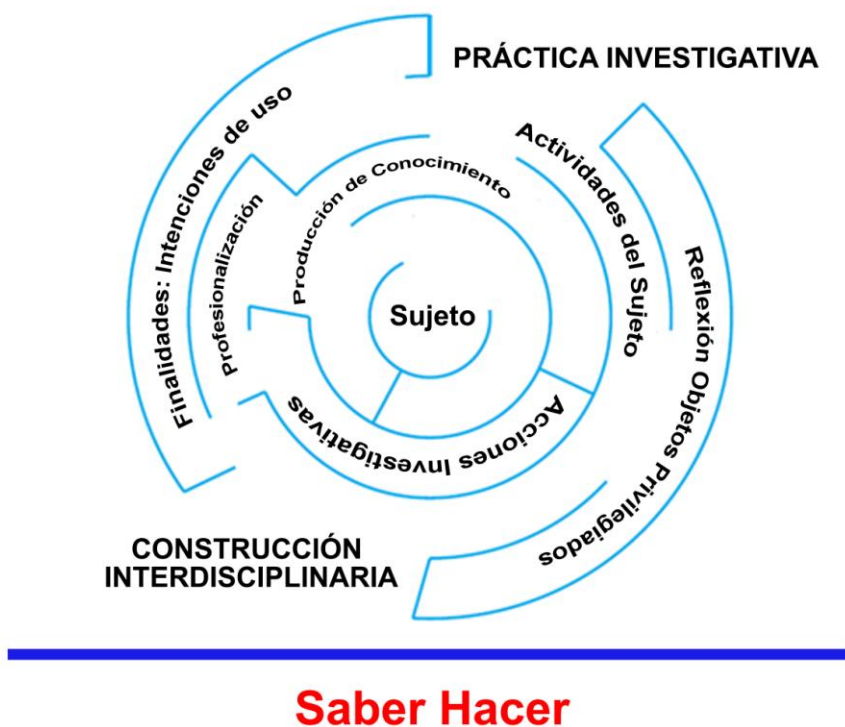 PRÁCTICA INVESTIGATIVA
Finalidades: Intenciones de uso
Profesionalización
Producción de Conocimiento
Actividades del Sujeto
Reflexión Objetos Privilegiados
Sujeto
Acciones Investigativas
CONSTRUCCIÓN
INTERDISCIPLINARIA
Saber Hacer